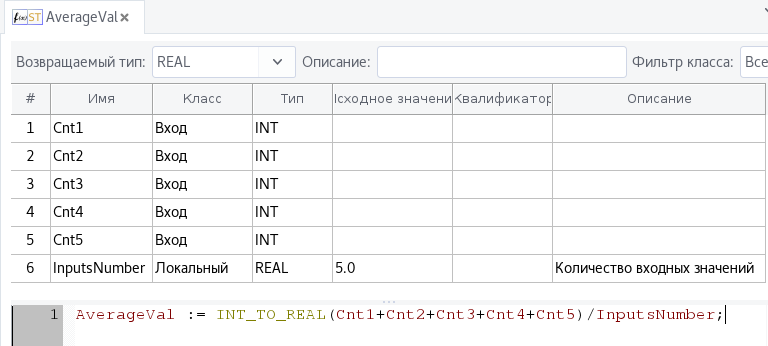 ST AverageVal ×
Возвращаемый тип: REAL Описание: Фильтр класса: Все
# Имя Класс Тип Исходное значени Квалификатор Описание
1 Cnt1 Вход INT
2 Cnt2 Вход INT
3 Cnt3 Вход INT
4 Cnt4 Вход INT
5 Cnt5 Вход INT
6 InputsNumber Локальный REAL 5.0 Количество входных значений
1 AverageVal := INT_TO_REAL(Cnt1+Cnt2+Cnt3+Cnt4+Cnt5)/InputsNumber;